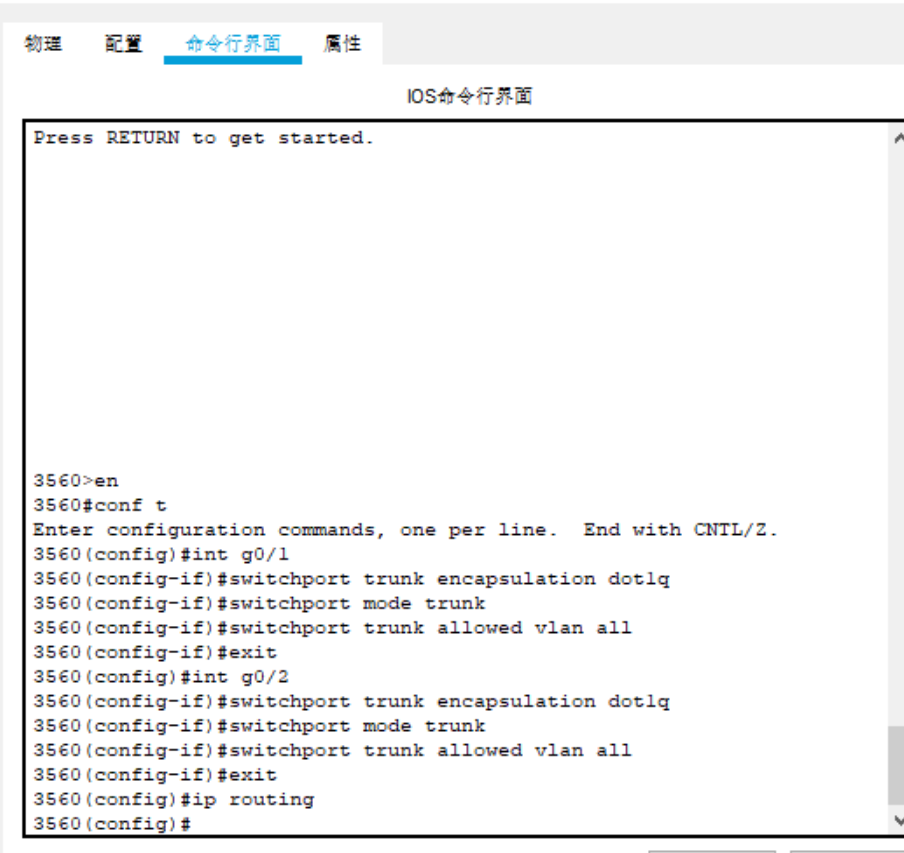 物理 配置 命令行界面 属性
IOS命令行界面
Press RETURN to get started.
3560>en
3560#conf t
Enter configuration commands, one per line.  End with CNTL/Z.
3560(config)#int g0/1
3560(config-if)#switchport trunk encapsulation dot1q
3560(config-if)#switchport mode trunk
3560(config-if)#switchport trunk allowed vlan all
3560(config-if)#exit
3560(config)#int g0/2
3560(config-if)#switchport trunk encapsulation dot1q
3560(config-if)#switchport mode trunk
3560(config-if)#switchport trunk allowed vlan all
3560(config-if)#exit
3560(config)#ip routing
3560(config)#